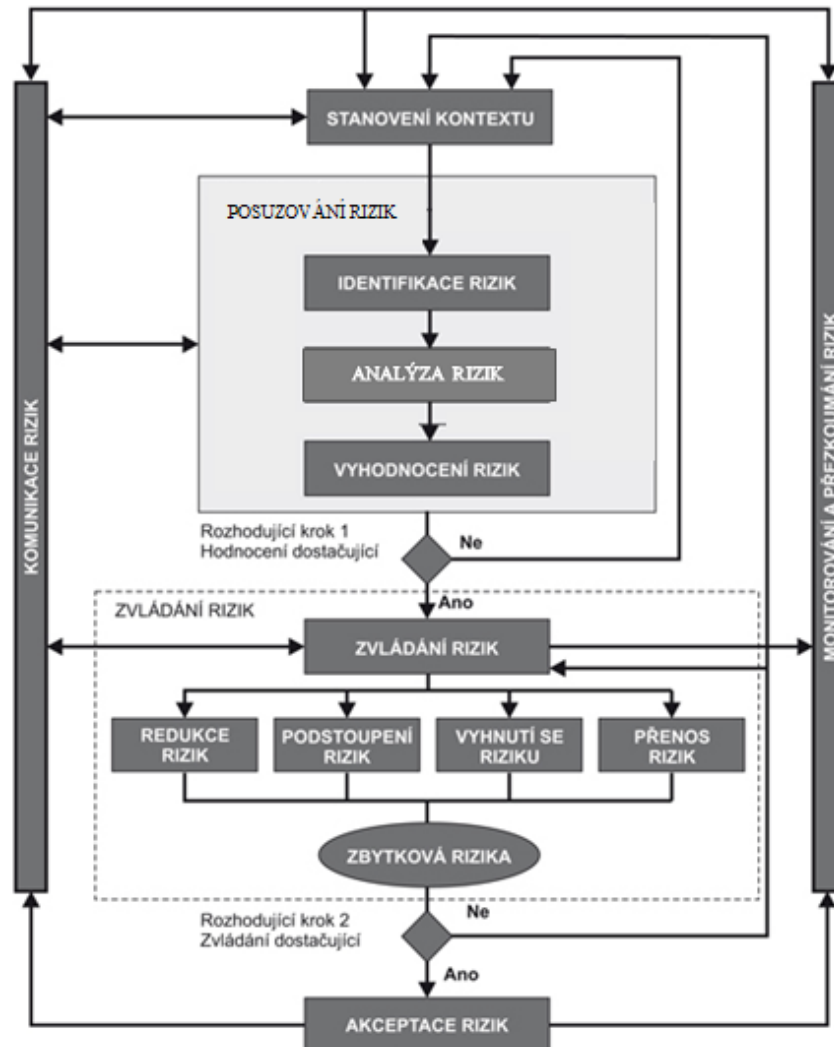 STANOVENÍ KONTEXTU
POSUZOVÁNÍ RIZIK
IDENTIFIKACE RIZIK
ANALÝZA RIZIK
VYHODNOCENÍ RIZIK
KOMUNIKACE RIZIK
MONITOROVÁNÍ A PŘEZKOUMÁNÍ RIZIK
Rozhodující krok 1
Hodnocení dostačující
Ne
Ano
ZVLÁDÁNÍ RIZIK
ZVLÁDÁNÍ RIZIK
REDUKCE
RIZIK
PODSTOUPENÍ
RIZIK
VYHNUTÍ SE
RIZIKU
PŘENOS
RIZIK
ZBYTKOVÁ RIZIKA
Rozhodující krok 2
Zvládání dostačující
Ne
Ano
AKCEPTACE RIZIK